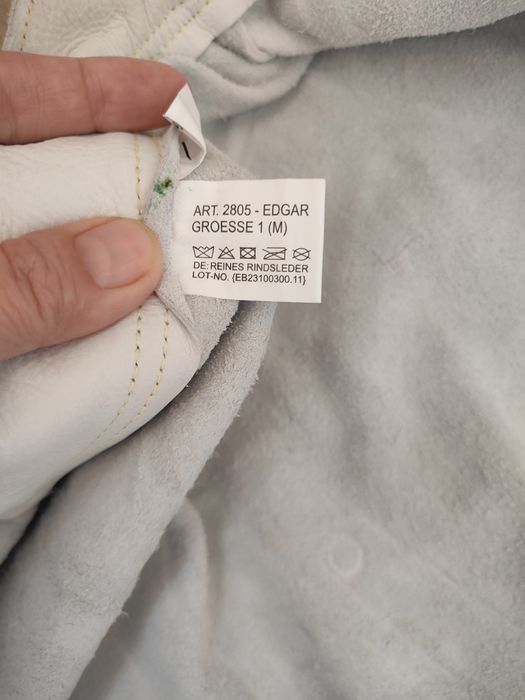 ART. 2805 - EDGAR
GROESSE 1 (M)
DE: REINES RINDSLEDER
LOT-NO. {EB23100300.11}